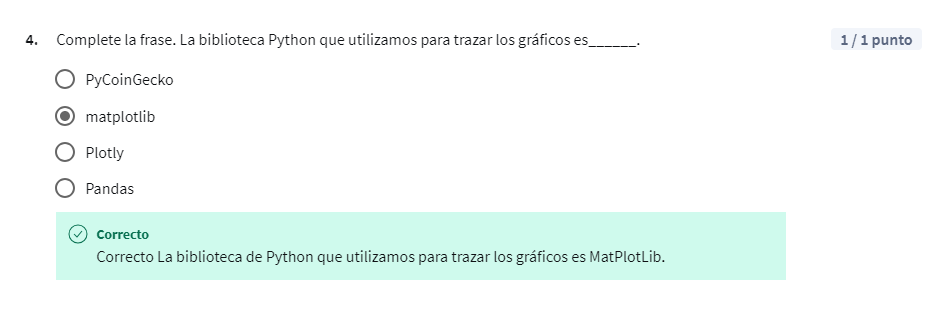 4. Complete la frase. La biblioteca Python que utilizamos para trazar los gráficos es______.
1 / 1 punto
PyCoinGecko
matplotlib
Plotly
Pandas
Correcto
Correcto La biblioteca de Python que utilizamos para trazar los gráficos es MatPlotLib.